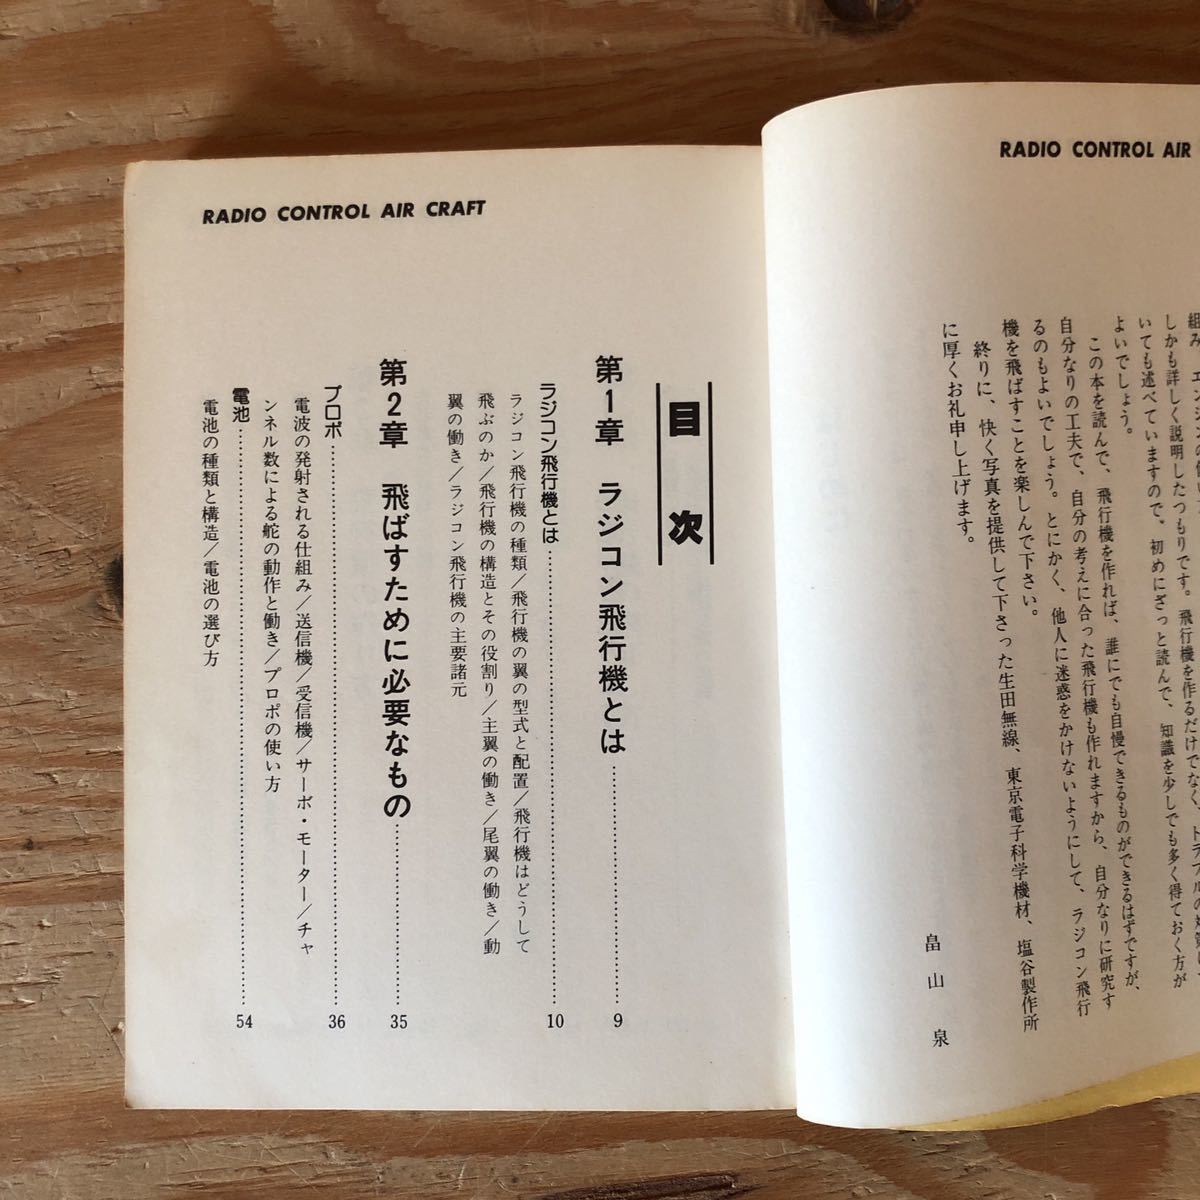 RADIO CONTROL AIR
組み、エンジンの使い
しかも詳しく説明したつもりです。飛行機を作るだけでなく、トラブルの対策に
いても述べていますので、初めにざっと読んで、知識を少しでも多く得ておく方が
よいでしょう。
この本を読んで、飛行機を作れば、誰にでも自慢できるものができるはずですが、
自分なりの工夫で、自分の考えに合った飛行機も作れますから、自分なりに研究す
るのもよいでしょう。とにかく、他人に迷惑をかけないようにして、ラジコン飛行
機を飛ばすことを楽しんで下さい。
終りに、快く写真を提供して下さった生田無線、東京電子科学機材、塩谷製作所
に厚くお礼申し上げます。
畠山泉
RADIO CONTROL AIR CRAFT
目次
第1章 ラジコン飛行機とは……9
ラジコン飛行機とは……10
ラジコン飛行機の種類/飛行機の翼の型式と配置/飛行機はどうして
飛ぶのか/飛行機の構造とその役割り/主翼の働き/尾翼の働き/動
翼の働き/ラジコン飛行機の主要諸元
第2章 飛ばすために必要なもの……35
プロポ……36
電波の発射される仕組み/送信機/受信機/サーボ・モーター/チャ
ンネル数による舵の動作と働き/プロポの使い方
電池……54
電池の種類と構造/電池の選び方